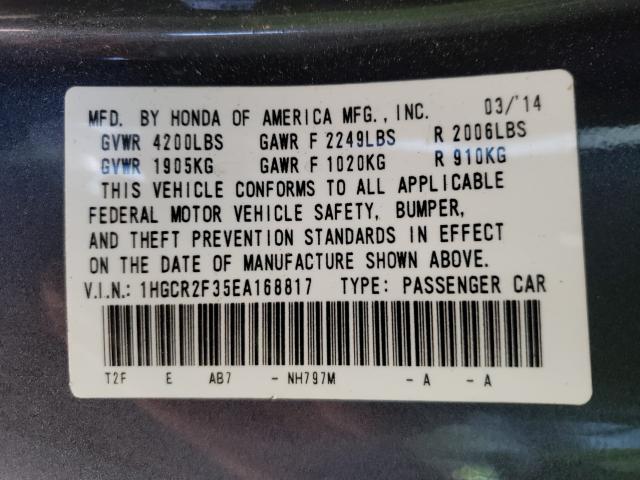 MFD. BY HONDA OF AMERICA MFG., INC. 03/'14
GVWR 4200LBS GAWR F 2249LBS R 2006LBS
GVWR 1905KG GAWR F 1020KG R 910KG
THIS VEHICLE CONFORMS TO ALL APPLICABLE
FEDERAL MOTOR VEHICLE SAFETY, BUMPER,
AND THEFT PREVENTION STANDARDS IN EFFECT
ON THE DATE OF MANUFACTURE SHOWN ABOVE.
V.I.N.: 1HGCR2F35EA168817 TYPE: PASSENGER CAR
T2F E AB7 - NH797M - A - A